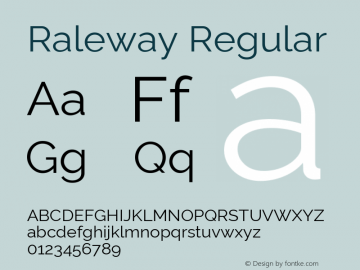 Raleway Regular
Aa Ff a
Gg Qq
ABCDEFGHIJKLMNOPQRSTUVWXYZ
abcdefghijklmnopqrstuvwxyz
0123456789
© Design by fontke.com